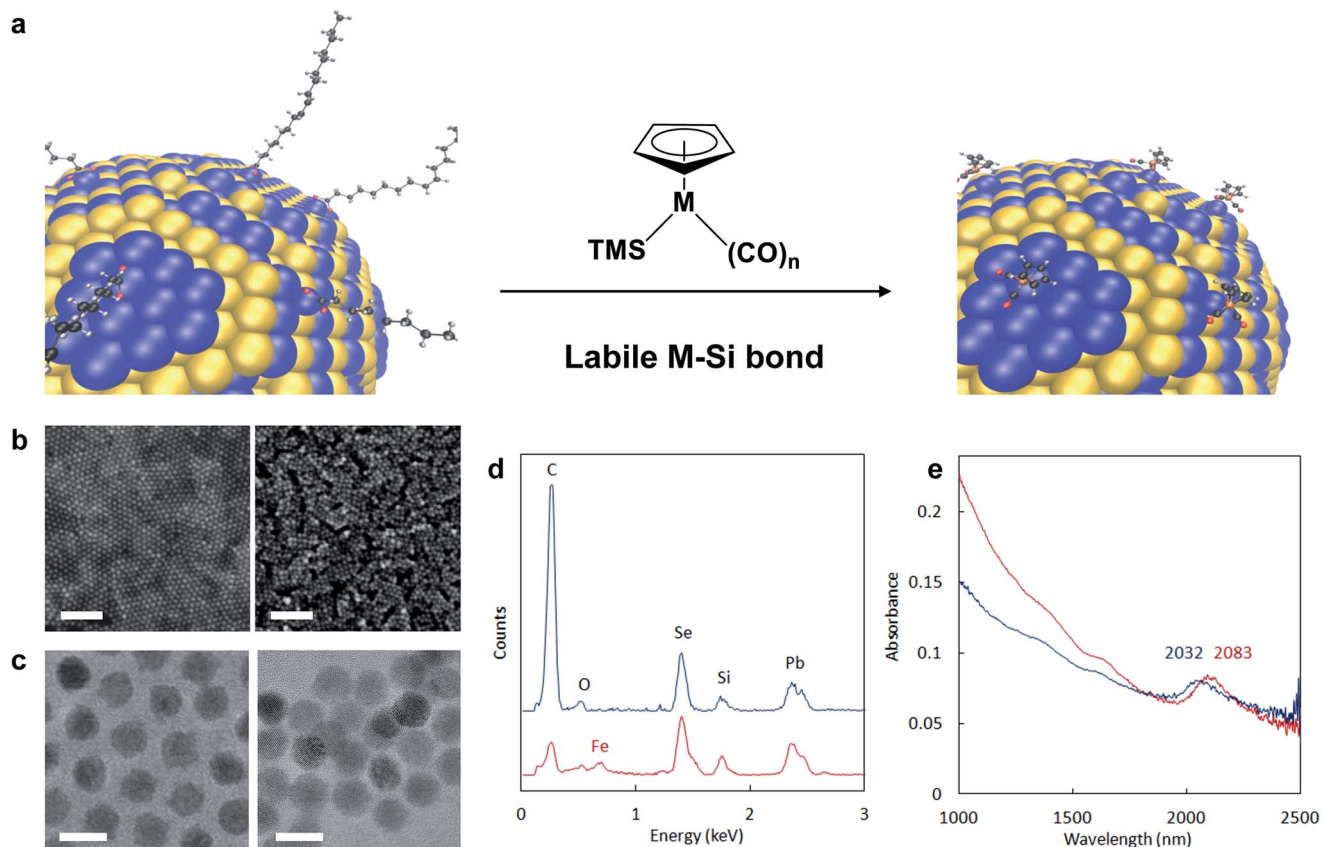 a
M
TMS
(CO)n
Labile M-Si bond
b
c
d
Counts
C
O
Se
Si
Pb
Fe
0
1
2
3
Energy (keV)
e
Absorbance
0.2
0.15
0.1
0.05
0
2032 2083
1000
1500
2000
2500
Wavelength (nm)